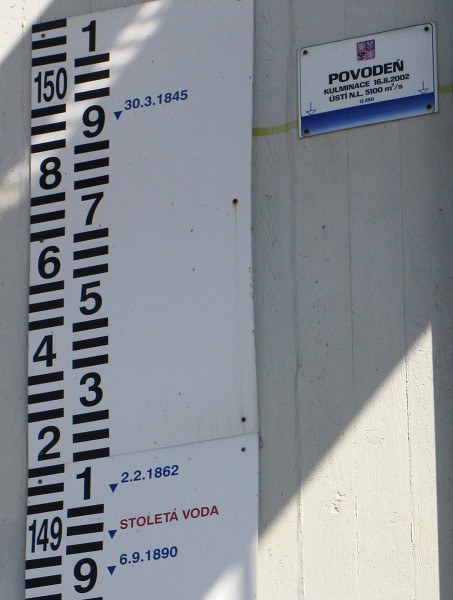 1
150
9 30.3.1845
8
7
6
5
4
3
2
1 2.2.1862
149 STOLETÁ VODA
9 6.9.1890
POVODEŇ
KULMINACE 16.8.2002
ÚSTÍ N.L. 5100 m³/s
Q 250